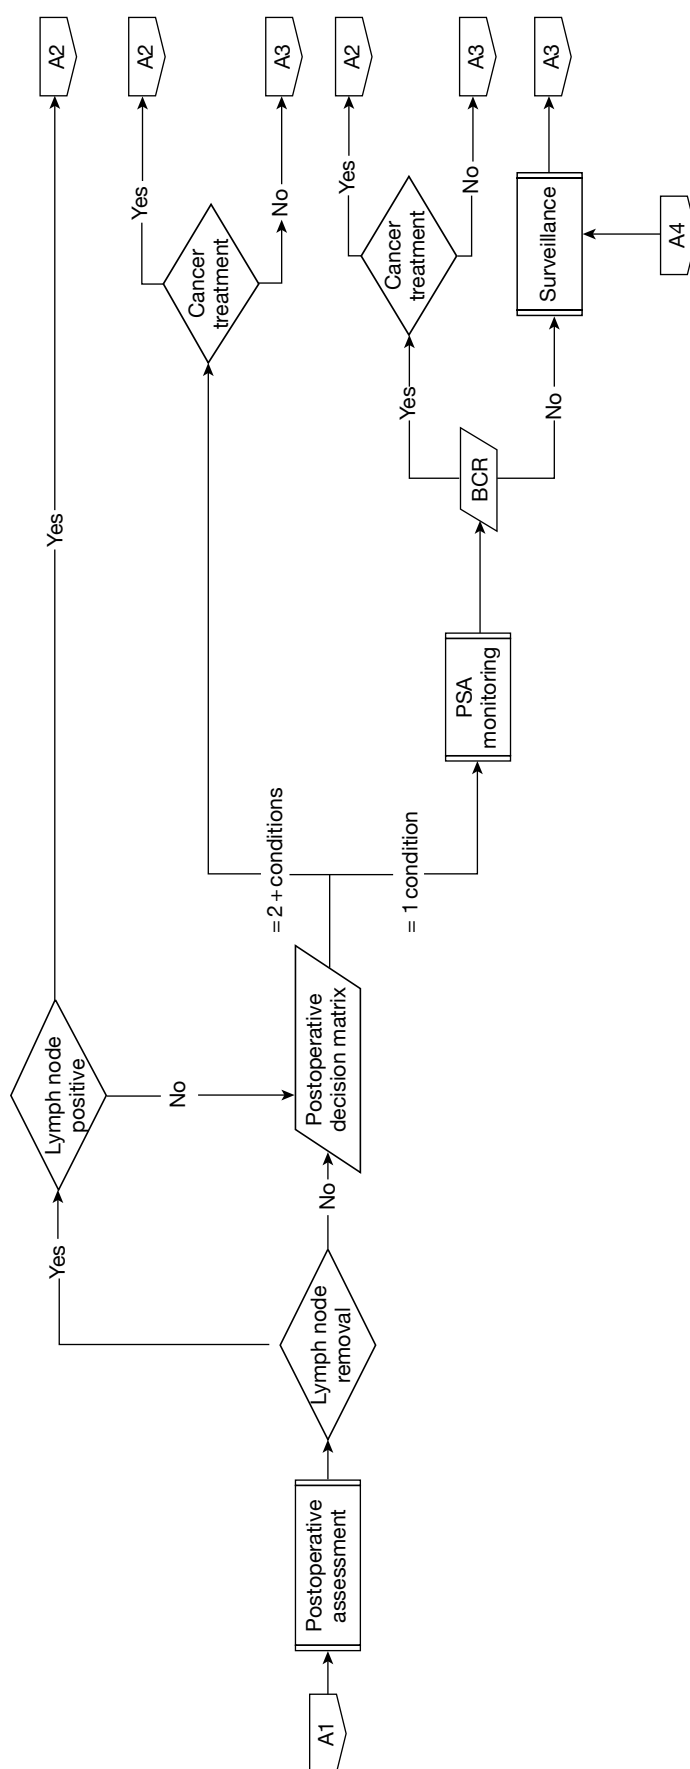 A1
Postoperative
assessment
Lymph node
removal
Yes
No
Lymph node
positive
Yes
No
Postoperative
decision matrix
= 2 + conditions
= 1 condition
Cancer
treatment
Yes
No
PSA
monitoring
BCR
Yes
No
Cancer
treatment
Yes
No
Surveillance
A2
A2
A3
A2
A3
A3
A4